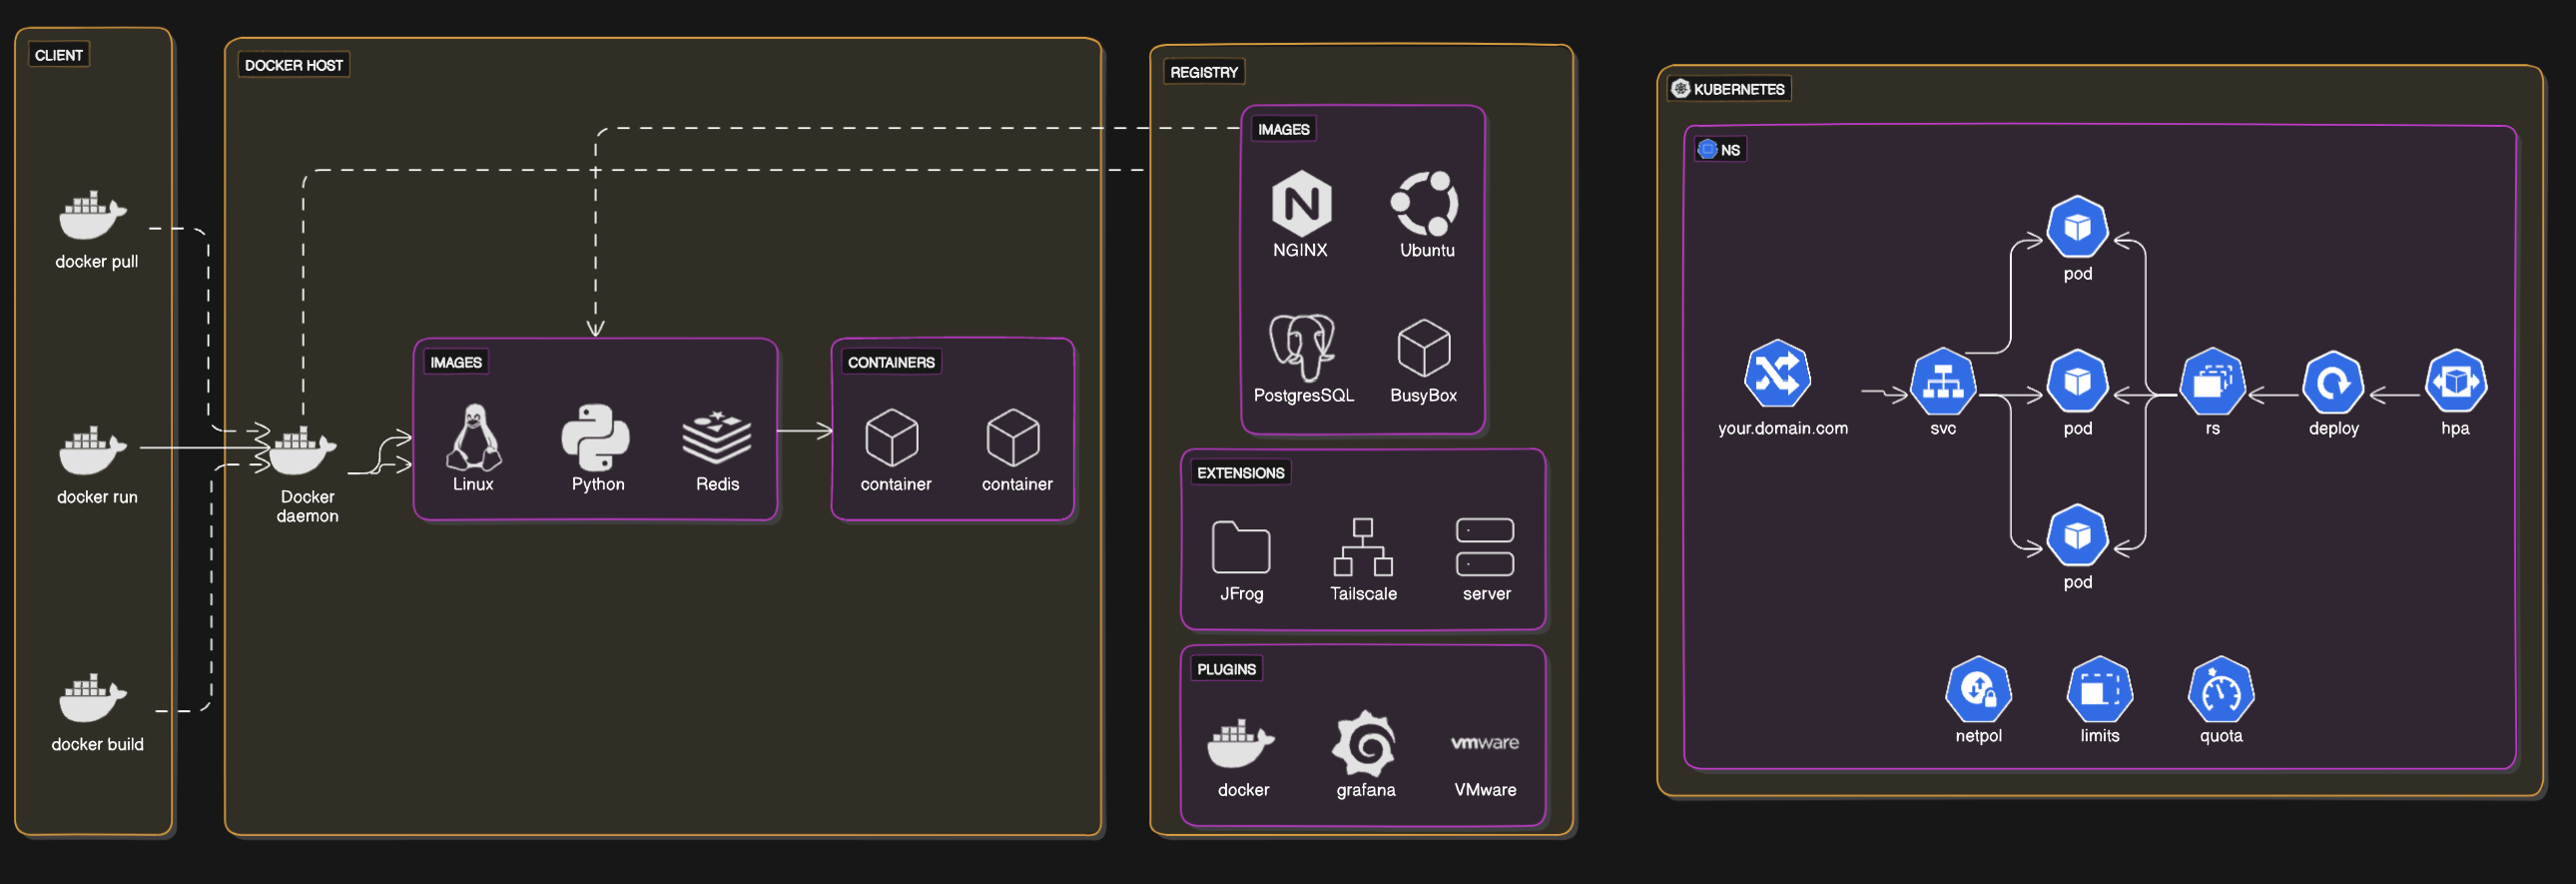 CLIENT
docker pull
docker run
docker build
DOCKER HOST
Docker
daemon
IMAGES
Linux
Python
Redis
CONTAINERS
container
container
REGISTRY
IMAGES
NGINX
Ubuntu
PostgresSQL
BusyBox
EXTENSIONS
JFrog
Tailscale
server
PLUGINS
docker
grafana
vmware
VMware
KUBERNETES
NS
pod
your.domain.com
svc
pod
rs
deploy
hpa
pod
netpol
limits
quota